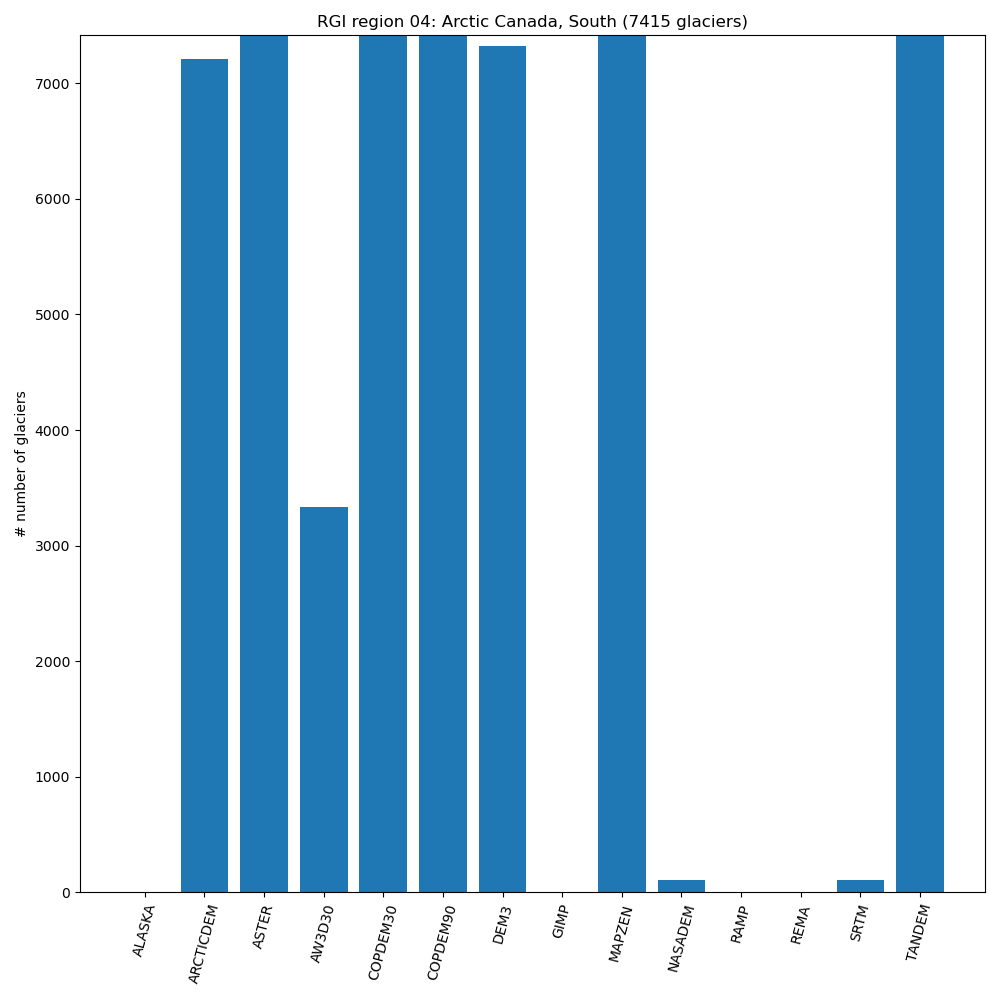 RGI region 04: Arctic Canada, South (7415 glaciers)
# number of glaciers
7000
6000
5000
4000
3000
2000
1000
0
ALASKA
ARCTICDEM
ASTER
AW3D30
COPDEM30
COPDEM90
DEM3
GIMP
MAPZEN
NASADEM
RAMP
REMA
SRTM
TANDEM